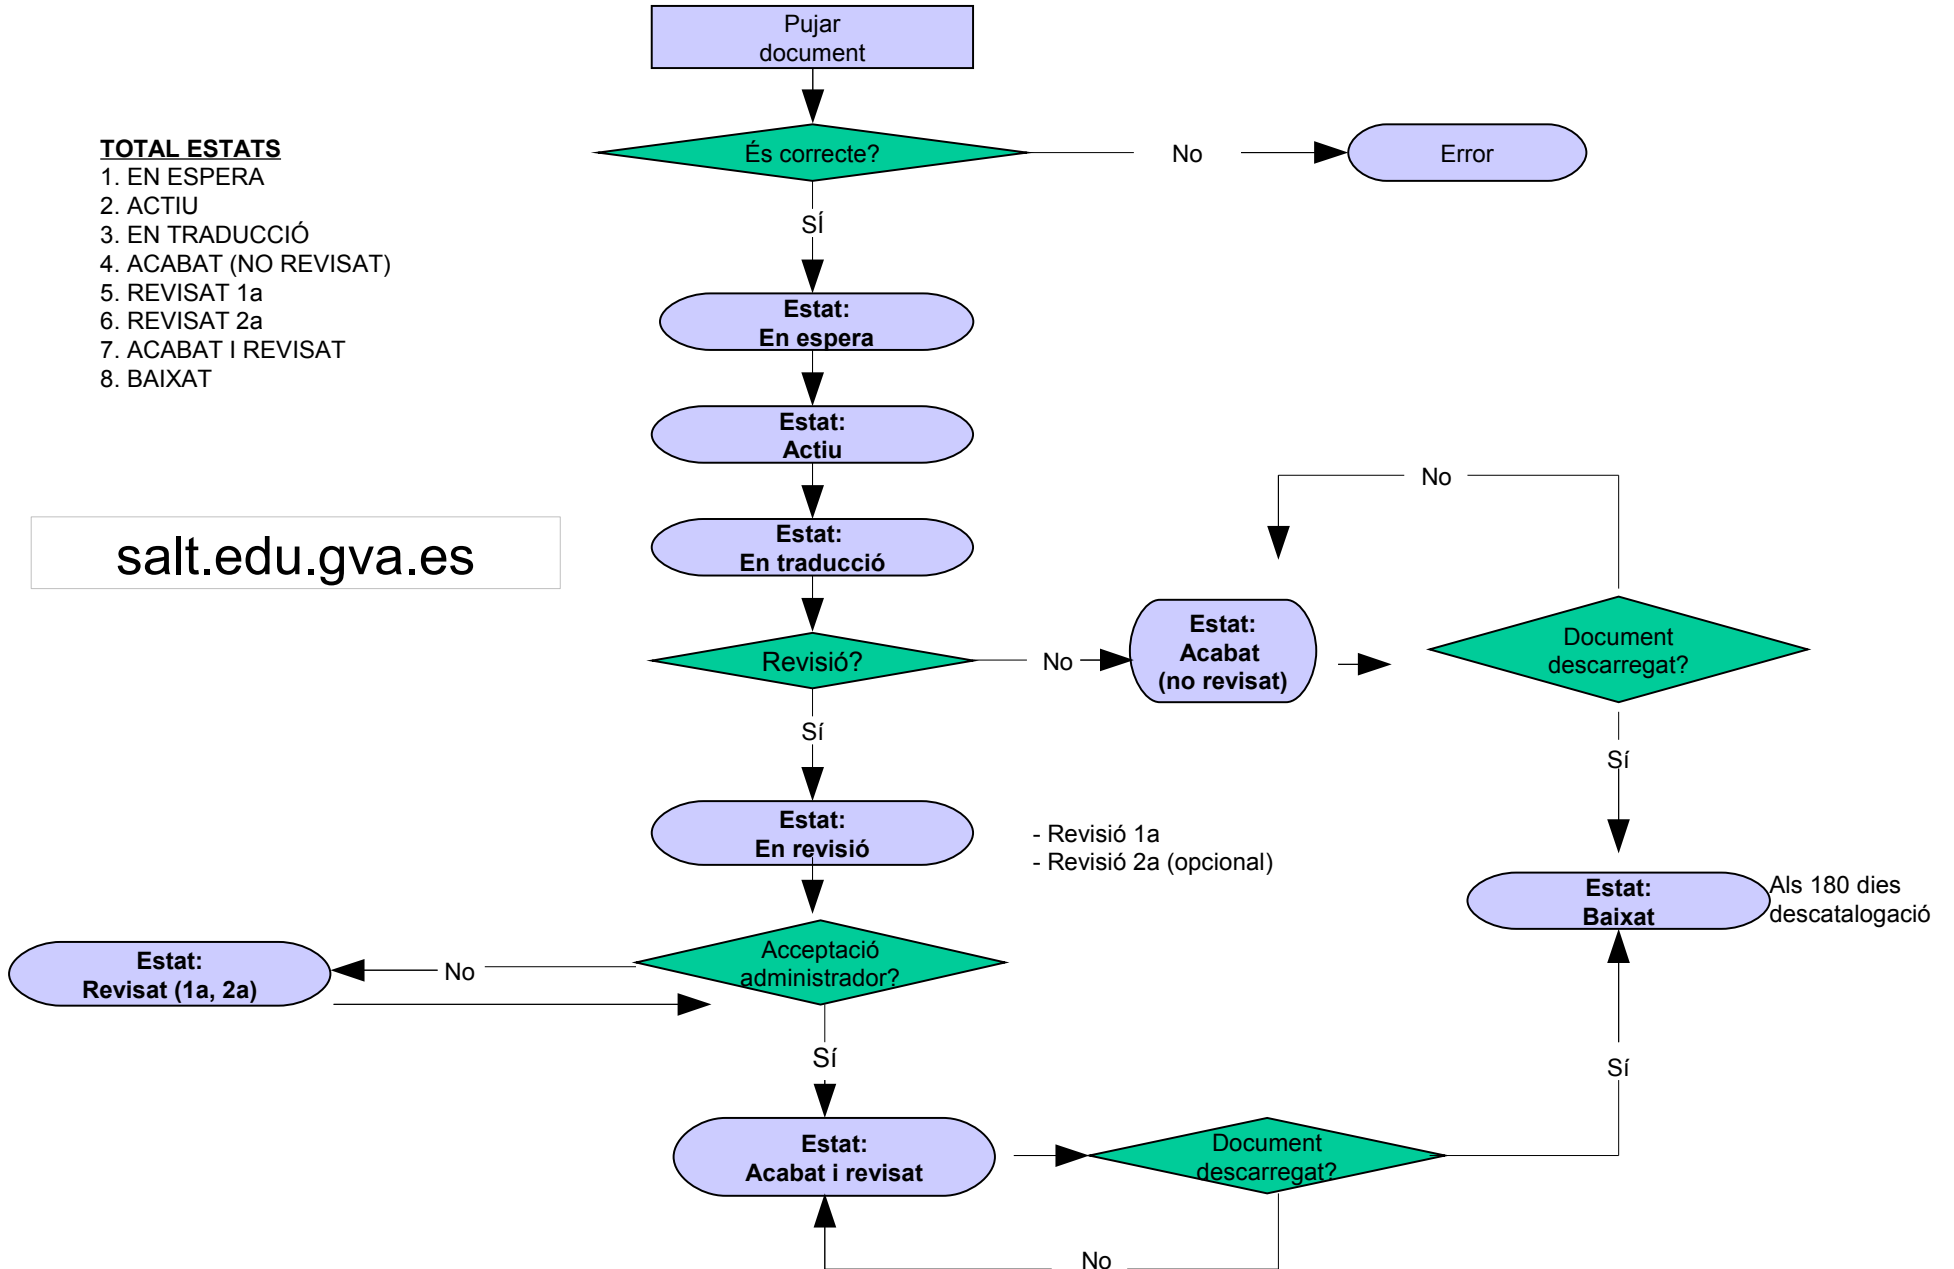 Pujar
document
És correcte?
No
Error
TOTAL ESTATS
1. EN ESPERA
2. ACTIU
3. EN TRADUCCIÓ
4. ACABAT (NO REVISAT)
5. REVISAT 1a
6. REVISAT 2a
7. ACABAT I REVISAT
8. BAIXAT
SÍ
Estat:
En espera
Estat:
Actiu
No
salt.edu.gva.es
Estat:
En traducció
Revisió?
No
Estat:
Acabat
(no revisat)
Document
descarregat?
Sí
Sí
Estat:
En revisió
- Revisió 1a
- Revisió 2a (opcional)
Estat:
Baixat
Als 180 dies
descatalogació
Acceptació
administrador?
No
Estat:
Revisat (1a, 2a)
Sí
Sí
Estat:
Acabat i revisat
Document
descarregat?
No